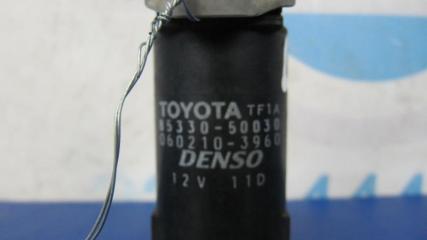 TOYOTA TF1A
85330-50030
060210-3960
DENSO
12V 11D